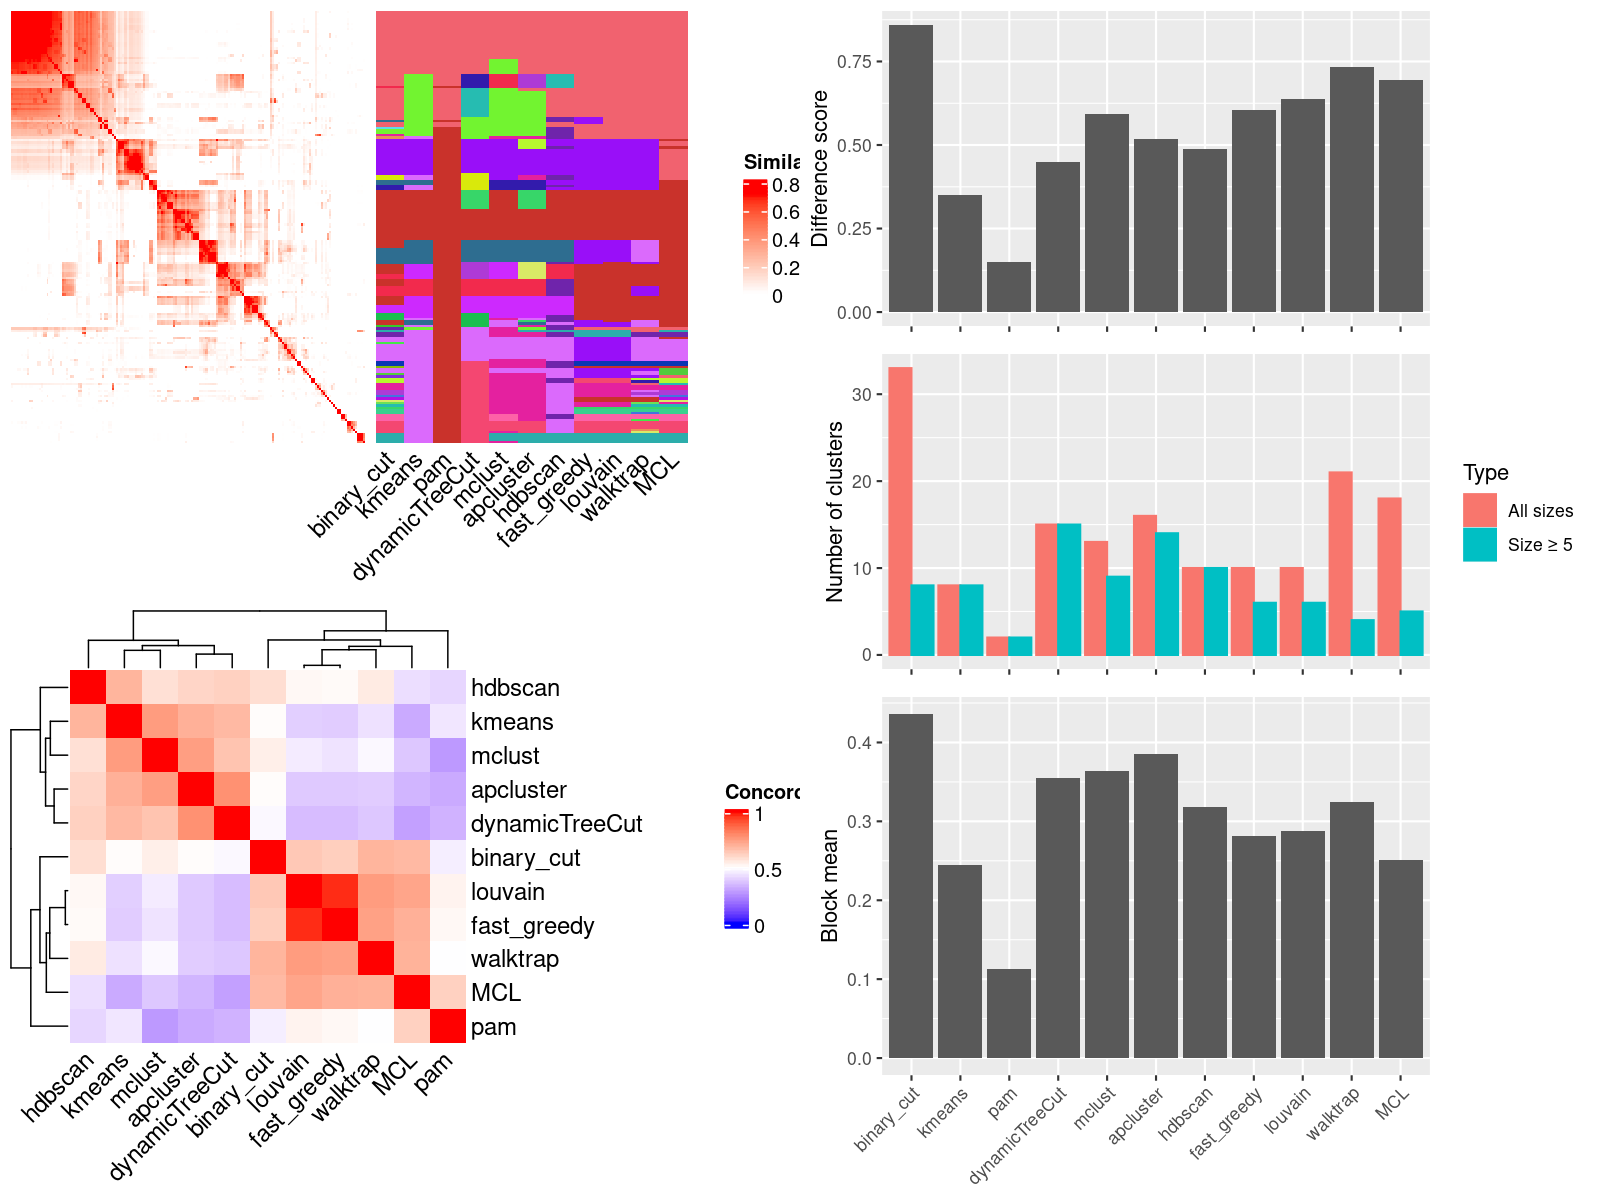 Simila
0.8
0.6
0.4
0.2
0
binary_cut
kmeans
pam
dynamicTreeCut
mclust
apcluster
hdbscan
fast_greedy
louvain
walktrap
MCL
hdbscan
kmeans
mclust
apcluster
dynamicTreeCut
binary_cut
louvain
fast_greedy
walktrap
MCL
pam
hdbscan
kmeans
mclust
apcluster
dynamicTreeCut
binary_cut
louvain
fast_greedy
walktrap
MCL
pam
Concord
1
0.5
0
Difference score
0.75
0.50
0.25
0.00
Number of clusters
30
20
10
0
Type
All sizes
Size ≥ 5
Block mean
0.4
0.3
0.2
0.1
0.0
binary_cut
kmeans
pam
dynamicTreeCut
mclust
apcluster
hdbscan
fast_greedy
louvain
walktrap
MCL